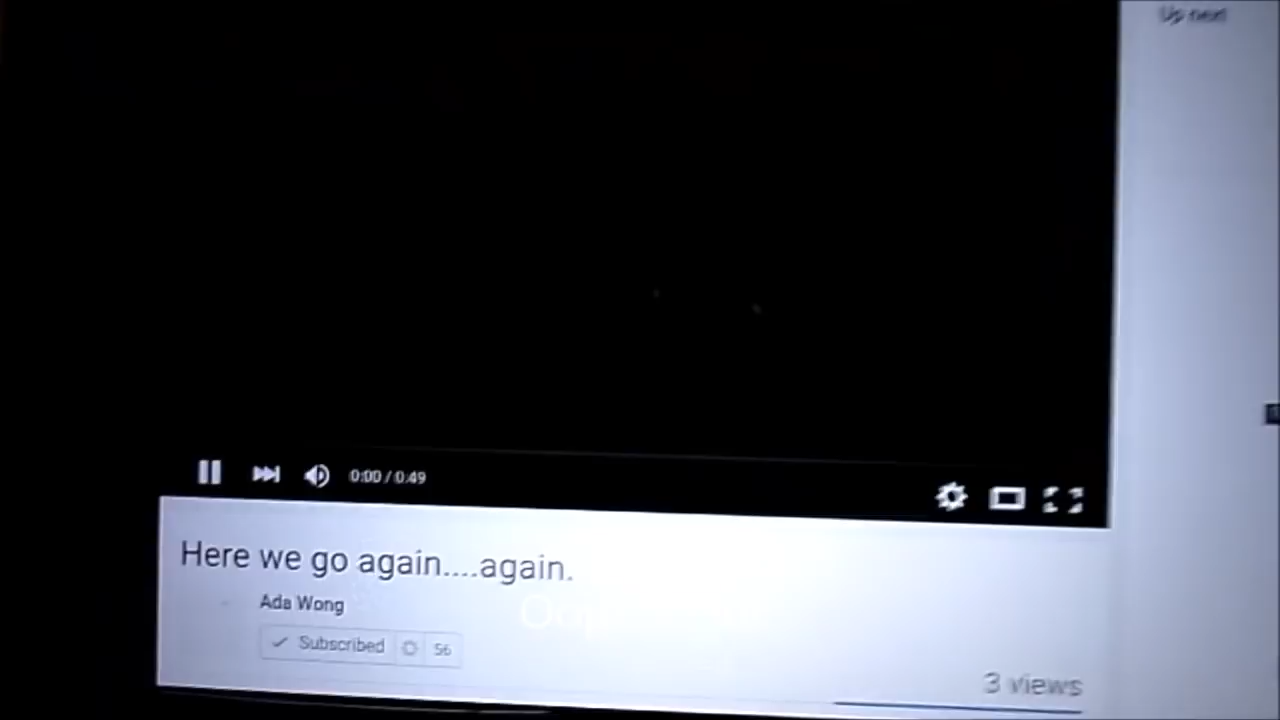 Up next
0:00 / 0:49
Here we go again....again.
Ada Wong
Subscribed 56
3 views